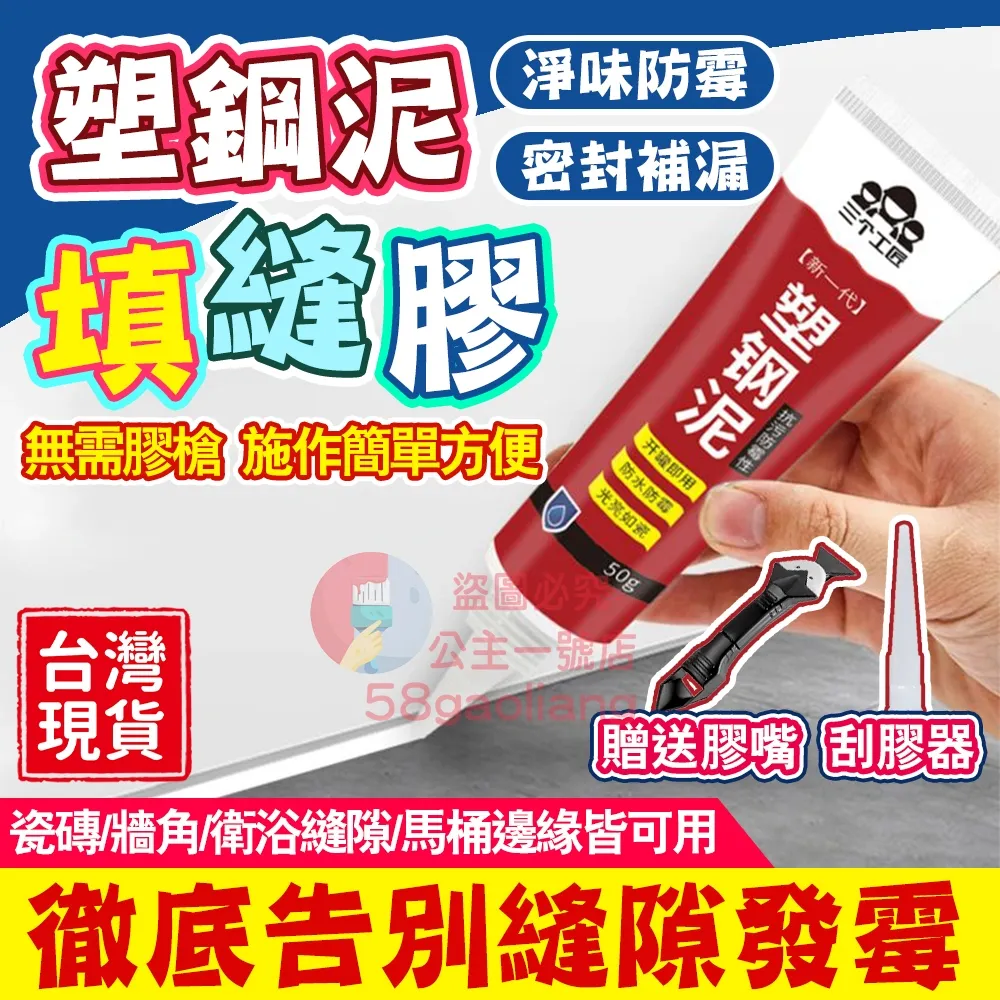 塑鋼泥
淨味防霉
密封補漏
填縫膠
無需膠槍 施作簡單方便
三个工匠
【新一代】
塑钢泥
抗污防霉性
开罐即用
防水防霉
光亮如瓷
50g
盜圖必究
公主一號店
58gaoliang
台灣
現貨
贈送膠嘴
刮膠器
瓷磚/牆角/衛浴縫隙/馬桶邊緣皆可用
徹底告別縫隙發霉